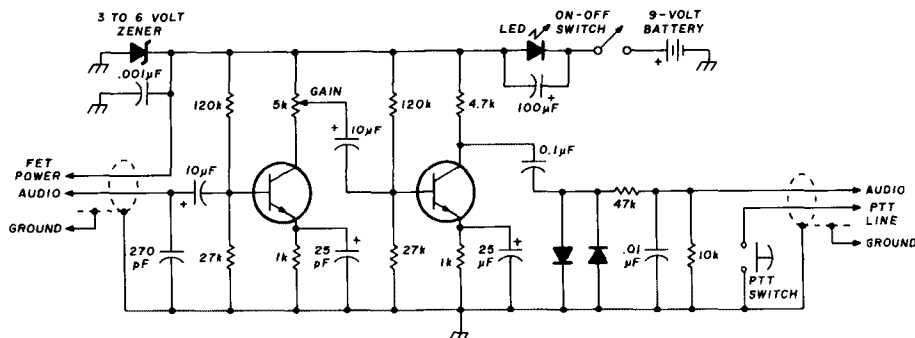 3 TO 6 VOLT
ZENER
.001µF
LED
ON-OFF
SWITCH
9-VOLT
BATTERY
+
100µF
+
120k
5k
GAIN
+
10µF
120k
4.7k
0.1µF
FET
POWER
AUDIO
GROUND
10µF
+
270
pF
27k
1k
25
pF
+
27k
1k
25
µF
+
47k
.01
µF
10k
PTT
SWITCH
AUDIO
PTT
LINE
GROUND